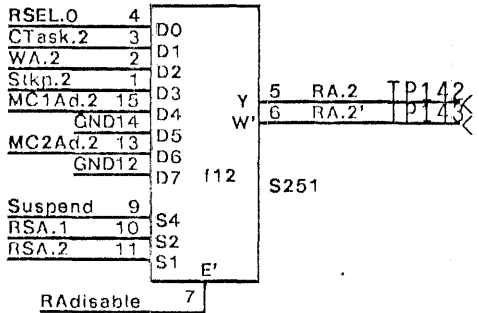 RSEL.0 4 D0
CTask.2 3 D1
WA.2 2 D2
Stkp.2 1 D3
MC1Ad.2 15 D4
GND14 D5
MC2Ad.2 13 D6
GND12 D7
Y 5 RA.2 TP142
W' 6 RA.2' TP143
f12
S251
Suspend 9 S4
RSA.1 10 S2
RSA.2 11 S1
E'
RAdisable 7